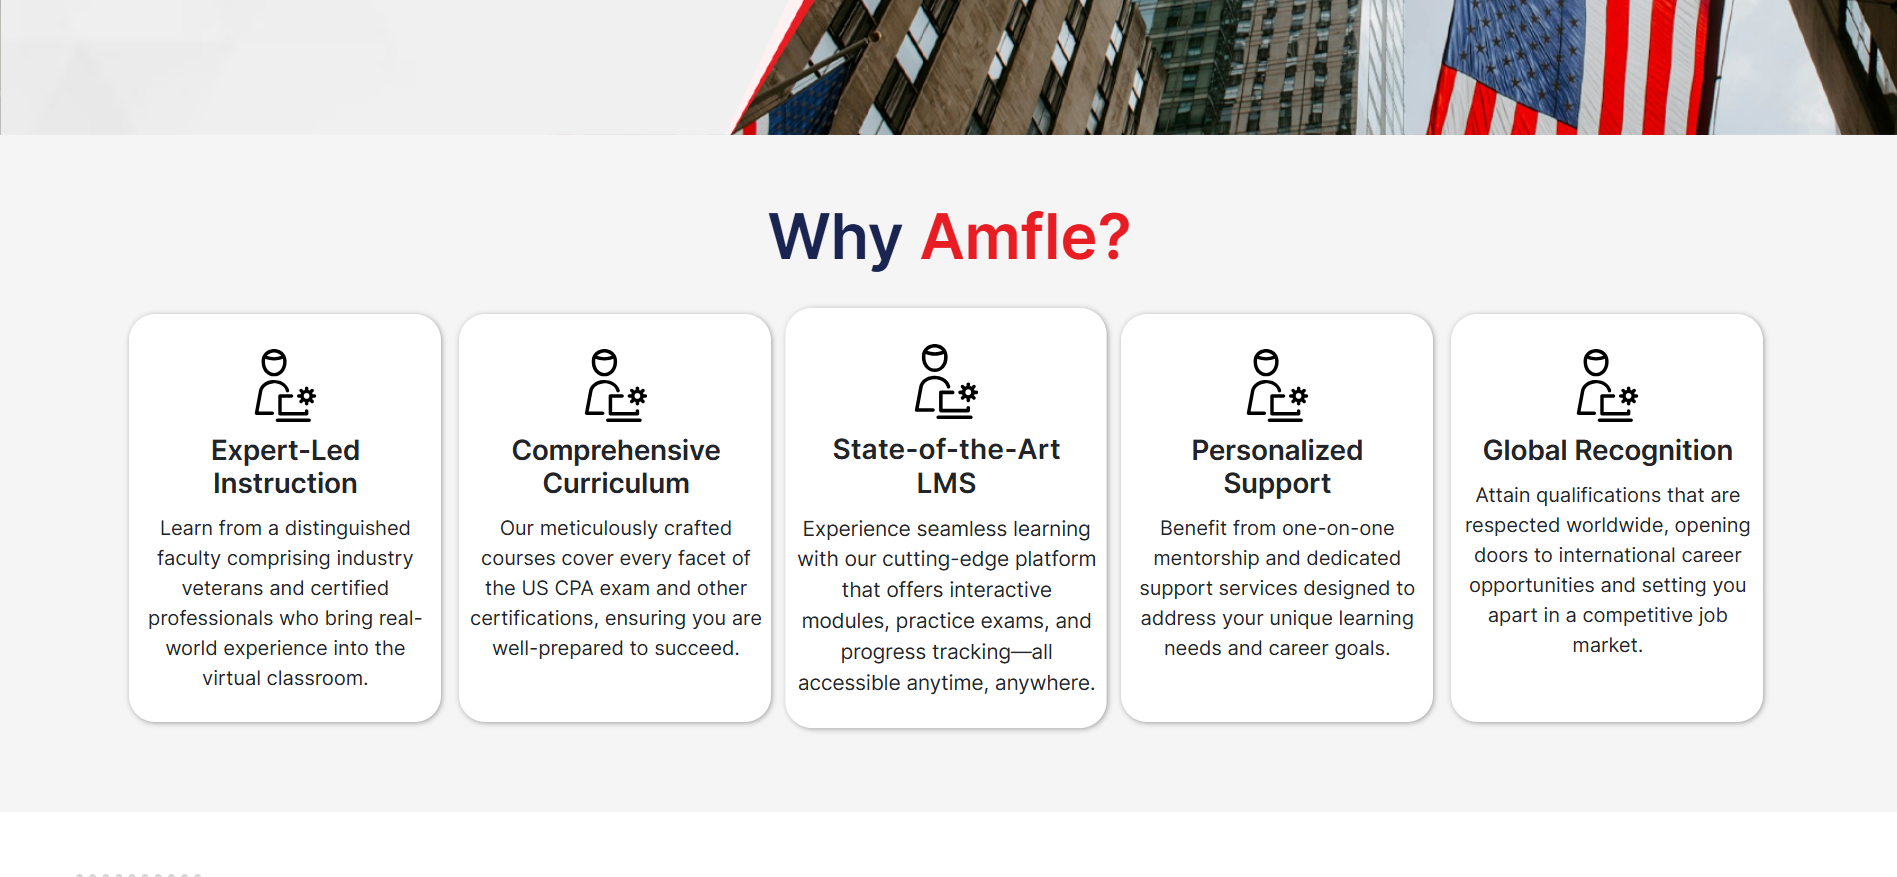 Why Amfle?
Expert-Led
Instruction
Learn from a distinguished
faculty comprising industry
veterans and certified
professionals who bring real-
world experience into the
virtual classroom.
Comprehensive
Curriculum
Our meticulously crafted
courses cover every facet of
the US CPA exam and other
certifications, ensuring you are
well-prepared to succeed.
State-of-the-Art
LMS
Experience seamless learning
with our cutting-edge platform
that offers interactive
modules, practice exams, and
progress tracking—all
accessible anytime, anywhere.
Personalized
Support
Benefit from one-on-one
mentorship and dedicated
support services designed to
address your unique learning
needs and career goals.
Global Recognition
Attain qualifications that are
respected worldwide, opening
doors to international career
opportunities and setting you
apart in a competitive job
market.